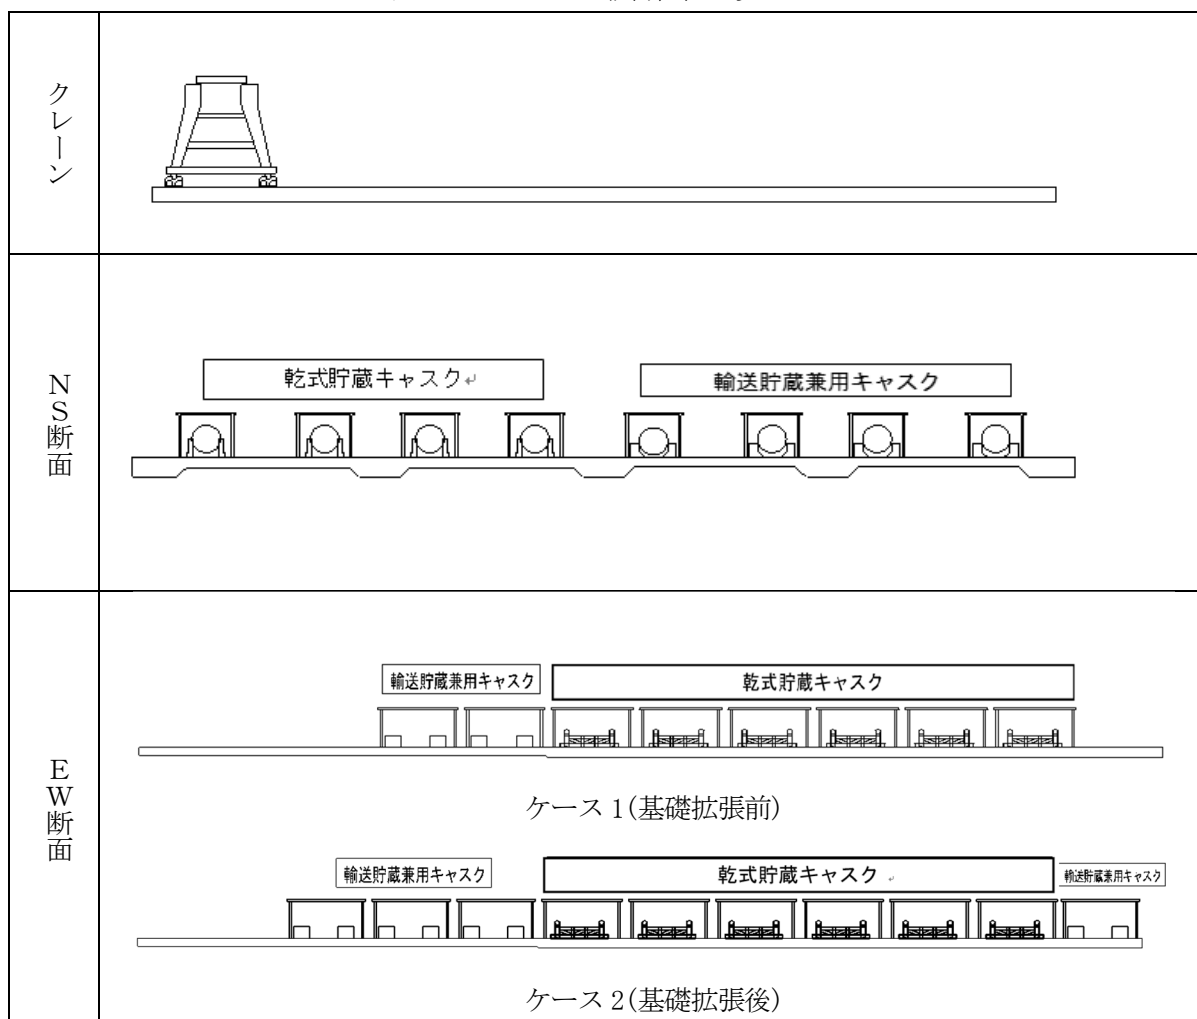 クレーン
NS断面
乾式貯蔵キャスク↵
輸送貯蔵兼用キャスク
EW断面
輸送貯蔵兼用キャスク
乾式貯蔵キャスク
ケース1(基礎拡張前)
輸送貯蔵兼用キャスク
乾式貯蔵キャスク↵
輸送貯蔵兼用キャスク
ケース2(基礎拡張後)